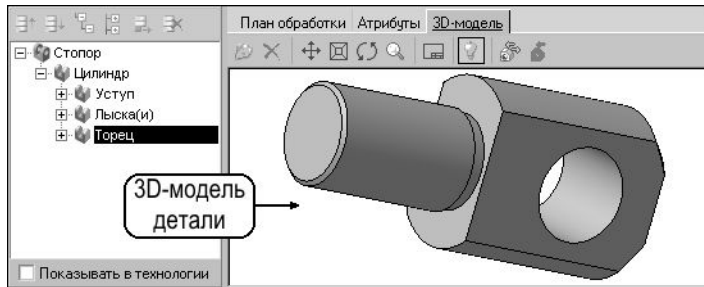 План обработки Атрибуты 3D-модель
Стопор
Цилиндр
Уступ
Лыска(и)
Торец
3D-модель
детали
Показывать в технологии